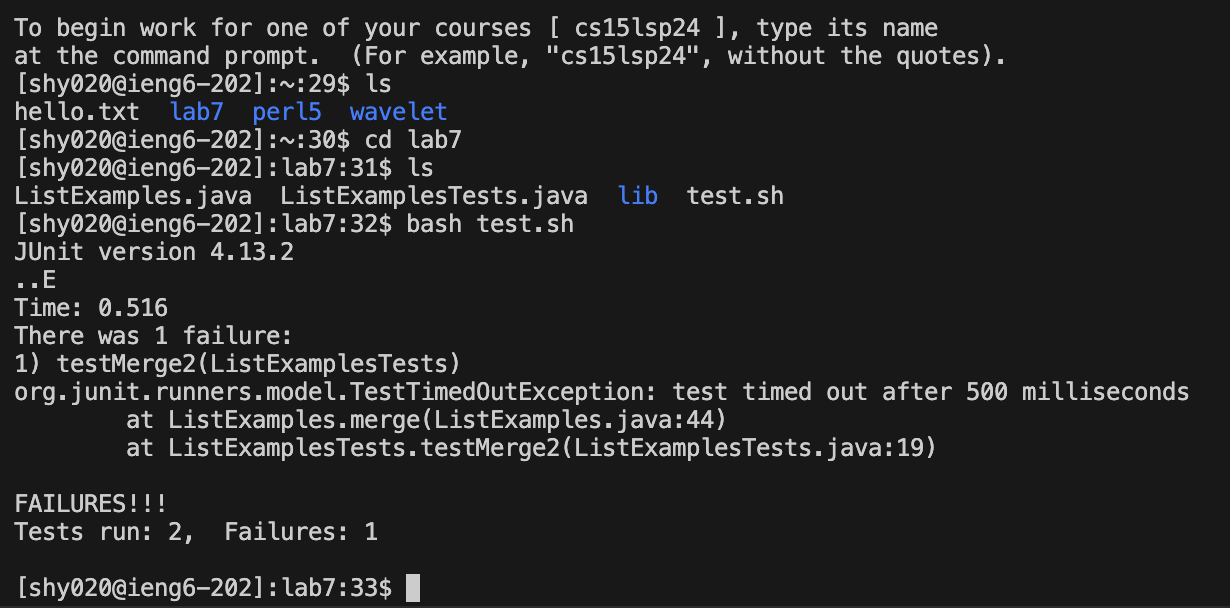 To begin work for one of your courses [ cs15lsp24 ], type its name
at the command prompt.  (For example, "cs15lsp24", without the quotes).
[shy020@ieng6-202]:~:29$ ls
hello.txt  lab7  perl5  wavelet
[shy020@ieng6-202]:~:30$ cd lab7
[shy020@ieng6-202]:lab7:31$ ls
ListExamples.java  ListExamplesTests.java  lib  test.sh
[shy020@ieng6-202]:lab7:32$ bash test.sh
JUnit version 4.13.2
..E
Time: 0.516
There was 1 failure:
1) testMerge2(ListExamplesTests)
org.junit.runners.model.TestTimedOutException: test timed out after 500 milliseconds
        at ListExamples.merge(ListExamples.java:44)
        at ListExamplesTests.testMerge2(ListExamplesTests.java:19)
FAILURES!!!
Tests run: 2,  Failures: 1
[shy020@ieng6-202]:lab7:33$